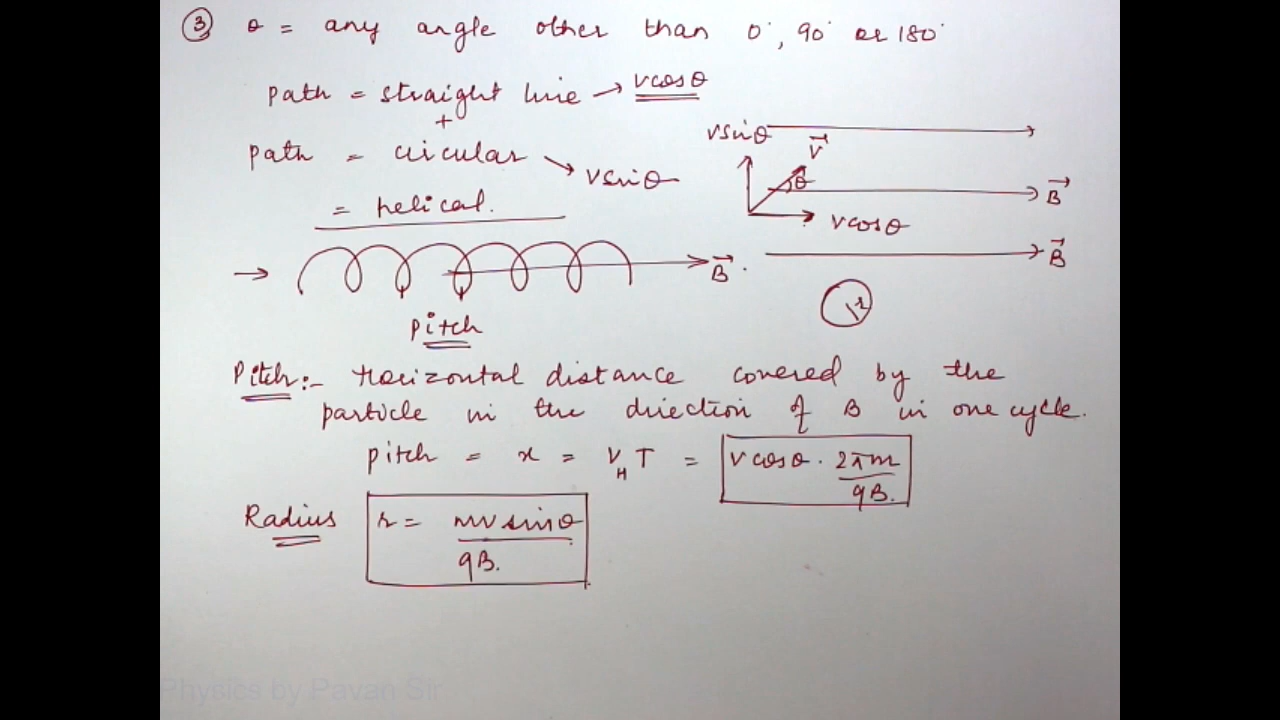 ③ θ = any angle other than 0°, 90° or 180°
path = straight line → vcosθ
+
path = circular → vsinθ
= helical.
vsinθ
V
θ
B
vcosθ
B
→ B.
r
pitch
Pitch:- Horizontal distance covered by the
particle in the direction of B in one cycle.
pitch = x = v_H T = vcosθ · 2πm/qB.
Radius r = mvsinθ/qB.
Physics by Pavan Sir